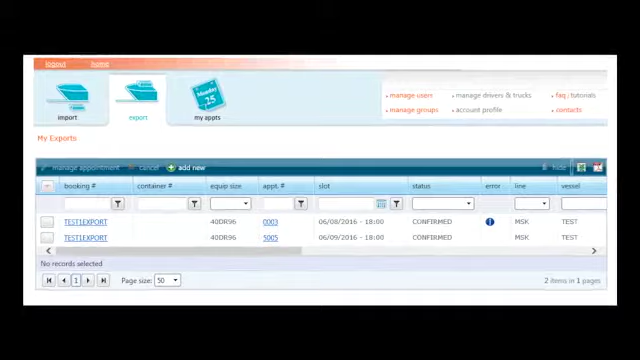 logout home
import export Monday 25 my appts
manage users manage drivers & trucks faq / tutorials
manage groups account profile contacts
My Exports
manage appointment cancel add new hide
booking # container # equip size appt. # slot status error line vessel
TEST1EXPORT 40DR96 0003 06/08/2016 - 18:00 CONFIRMED MSK TEST
TEST1EXPORT 40DR96 5005 06/09/2016 - 18:00 CONFIRMED MSK TEST
No records selected
1 Page size: 50 2 items in 1 pages